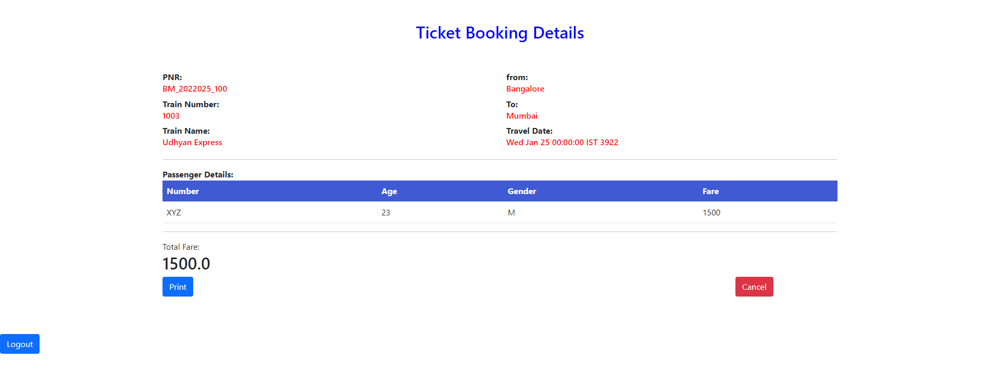 Ticket Booking Details
PNR:
BM_2022025_100
Train Number:
1003
Train Name:
Udhyan Express
from:
Bangalore
To:
Mumbai
Travel Date:
Wed Jan 25 00:00:00 IST 3922
Passenger Details:
Number Age Gender Fare
XYZ 23 M 1500
Total Fare:
1500.0
Print Cancel
Logout